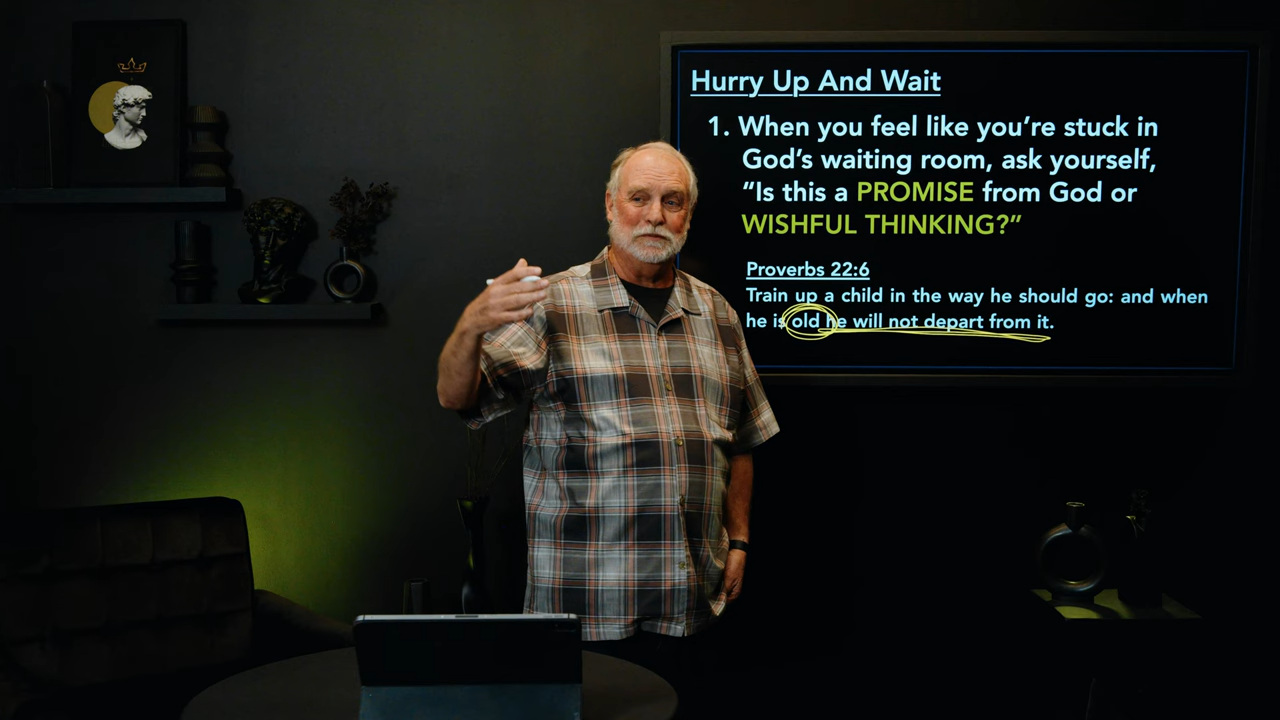 Hurry Up And Wait
1. When you feel like you’re stuck in
God’s waiting room, ask yourself,
“Is this a PROMISE from God or
WISHFUL THINKING?”
Proverbs 22:6
Train up a child in the way he should go: and when
he is old he will not depart from it.